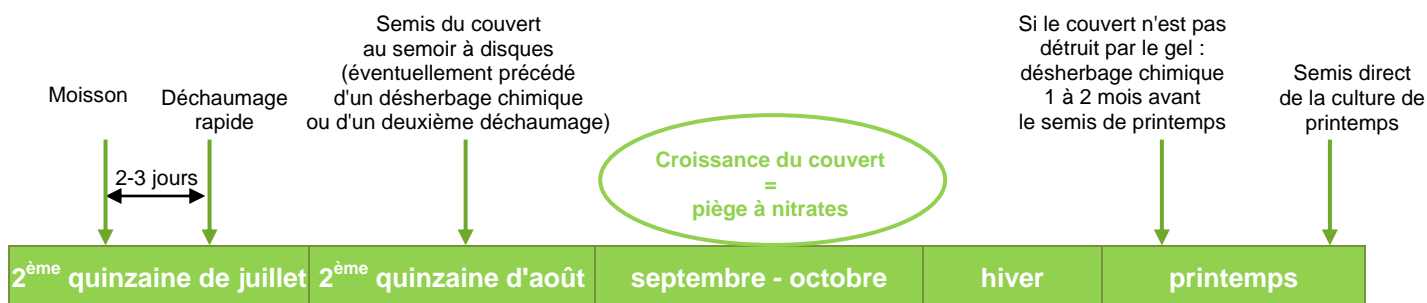 Moisson
2-3 jours
Déchaumage
rapide
Semis du couvert
au semoir à disques
(éventuellement précédé
d'un désherbage chimique
ou d'un deuxième déchaumage)
Croissance du couvert
=
piège à nitrates
Si le couvert n'est pas
détruit par le gel :
désherbage chimique
1 à 2 mois avant
le semis de printemps
Semis direct
de la culture de
printemps
2ème quinzaine de juillet
2ème quinzaine d'août
septembre - octobre
hiver
printemps